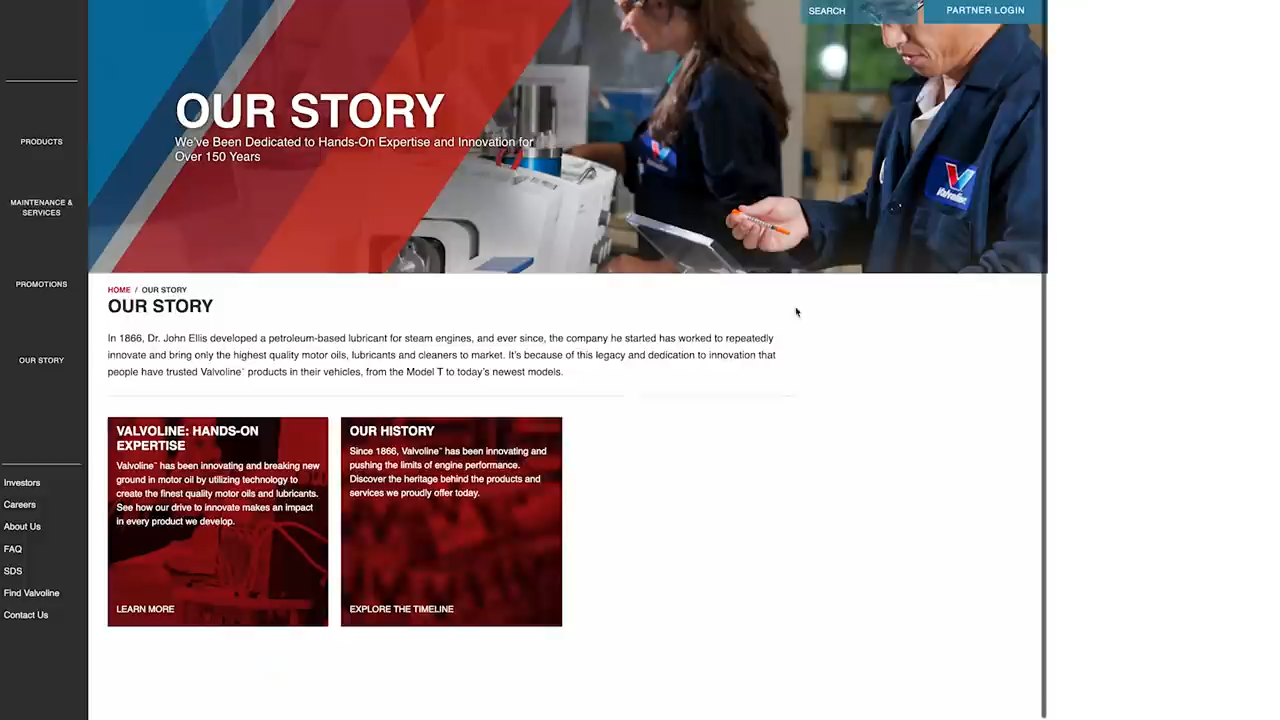 SEARCH
PARTNER LOGIN
OUR STORY
We've Been Dedicated to Hands-On Expertise and Innovation for
Over 150 Years
Valvoline
PRODUCTS
MAINTENANCE &
SERVICES
PROMOTIONS
OUR STORY
Investors
Careers
About Us
FAQ
SDS
Find Valvoline
Contact Us
HOME / OUR STORY
OUR STORY
In 1866, Dr. John Ellis developed a petroleum-based lubricant for steam engines, and ever since, the company he started has worked to repeatedly
innovate and bring only the highest quality motor oils, lubricants and cleaners to market. It's because of this legacy and dedication to innovation that
people have trusted Valvoline™ products in their vehicles, from the Model T to today's newest models.
VALVOLINE: HANDS-ON
EXPERTISE
Valvoline™ has been innovating and breaking new
ground in motor oil by utilizing technology to
create the finest quality motor oils and lubricants.
See how our drive to innovate makes an impact
in every product we develop.
LEARN MORE
OUR HISTORY
Since 1866, Valvoline™ has been innovating and
pushing the limits of engine performance.
Discover the heritage behind the products and
services we proudly offer today.
EXPLORE THE TIMELINE